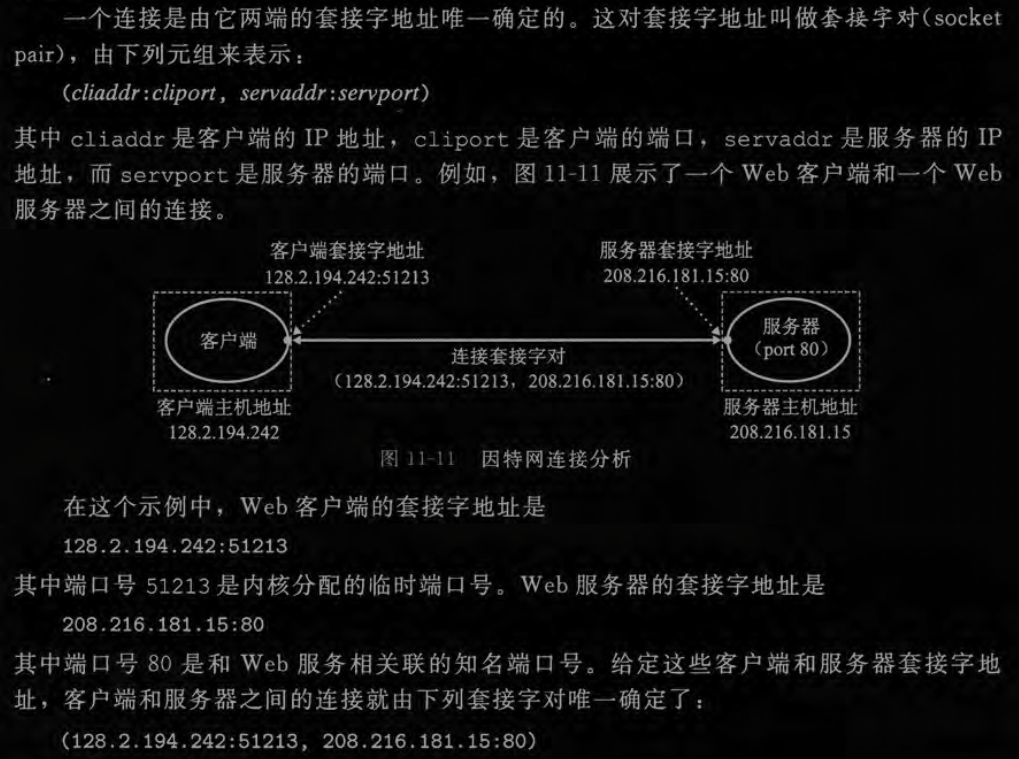 一个连接是由它两端的套接字地址唯一确定的。这对套接字地址叫做套接字对(socket
pair)，由下列元组来表示：
(cliaddr:cliport, servaddr:servport)
其中 cliaddr 是客户端的 IP 地址，cliport 是客户端的端口，servaddr 是服务器的 IP
地址，而 servport 是服务器的端口。例如，图 11-11 展示了一个 Web 客户端和一个 Web
服务器之间的连接。
客户端套接字地址
128.2.194.242:51213
服务器套接字地址
208.216.181.15:80
客户端
服务器
（port 80）
连接套接字对
（128.2.194.242:51213，208.216.181.15:80）
客户端主机地址
128.2.194.242
服务器主机地址
208.216.181.15
图 11-11 因特网连接分析
在这个示例中，Web 客户端的套接字地址是
128.2.194.242:51213
其中端口号 51213 是内核分配的临时端口号。Web 服务器的套接字地址是
208.216.181.15:80
其中端口号 80 是和 Web 服务相关联的知名端口号。给定这些客户端和服务器套接字地
址，客户端和服务器之间的连接就由下列套接字对唯一确定了：
(128.2.194.242:51213, 208.216.181.15:80)